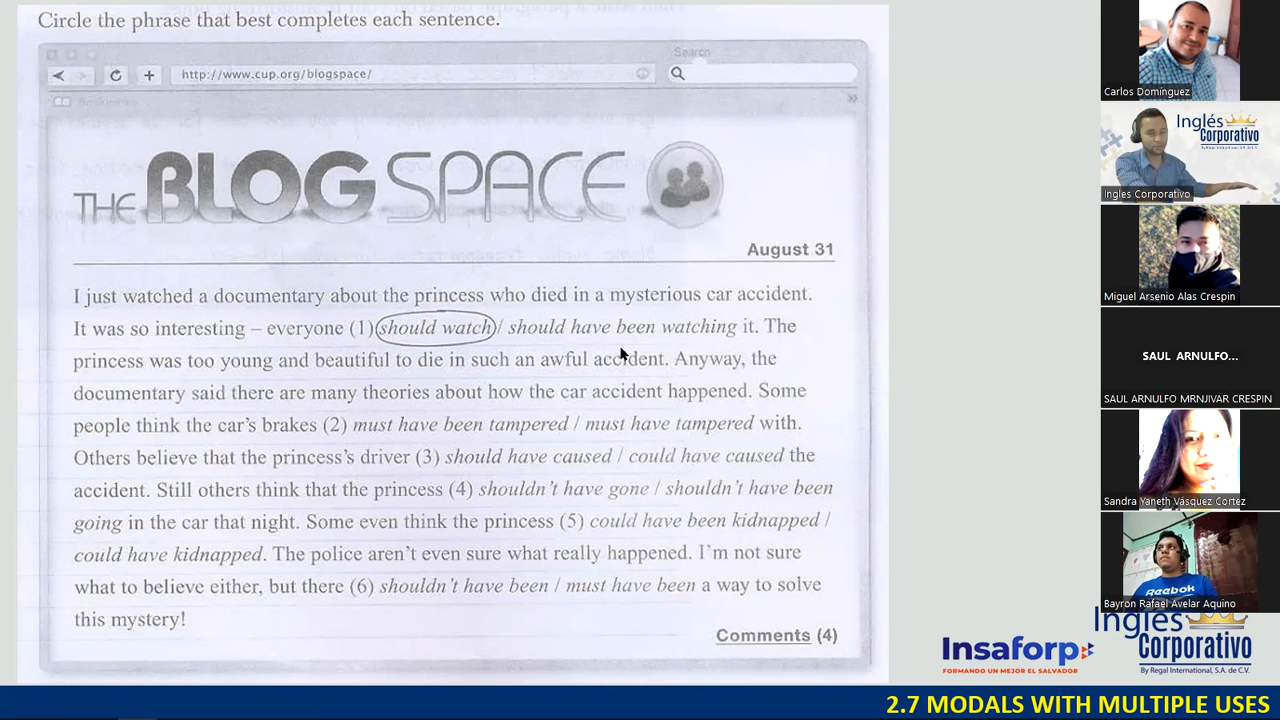 Circle the phrase that best completes each sentence.
Search
http://www.cup.org/blogspace/
THE BLOG SPACE
August 31
I just watched a documentary about the princess who died in a mysterious car accident.
It was so interesting – everyone (1) should watch / should have been watching it. The
princess was too young and beautiful to die in such an awful accident. Anyway, the
documentary said there are many theories about how the car accident happened. Some
people think the car's brakes (2) must have been tampered / must have tampered with.
Others believe that the princess's driver (3) should have caused / could have caused the
accident. Still others think that the princess (4) shouldn't have gone / shouldn't have been
going in the car that night. Some even think the princess (5) could have been kidnapped /
could have kidnapped. The police aren't even sure what really happened. I'm not sure
what to believe either, but there (6) shouldn't have been / must have been a way to solve
this mystery!
Comments (4)
Carlos Domínguez
Inglés
Corporativo
By Regal International, S.A. de C.V.
Ingles Corporativo
Miguel Arsenio Alas Crespin
SAUL ARNULFO...
SAUL ARNULFO MRNJIVAR CRESPIN
Sandra Yaneth Vásquez Cortez
Reebok
Bayron Rafael Avelar Aquino
Insaforp
FORMANDO UN MEJOR EL SALVADOR
Inglés
Corporativo
By Regal International, S.A. de C.V.
2.7 MODALS WITH MULTIPLE USES